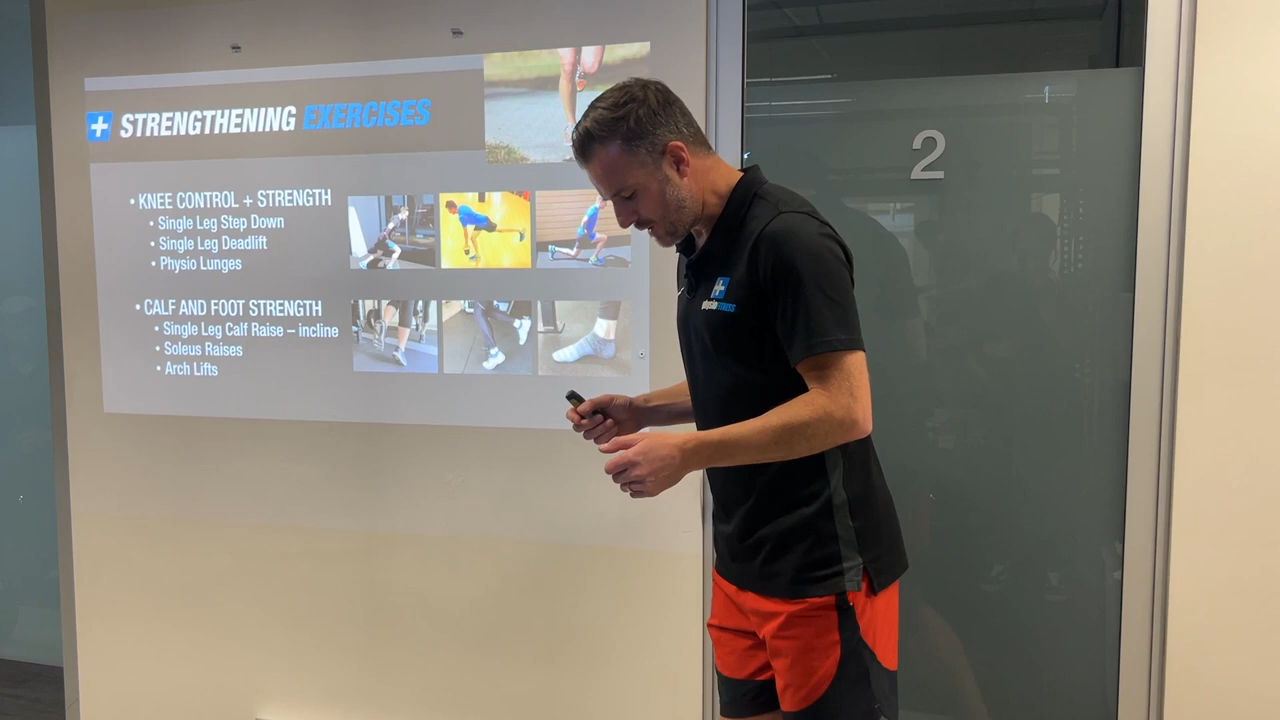 STRENGTHENING EXERCISES
• KNEE CONTROL + STRENGTH
• Single Leg Step Down
• Single Leg Deadlift
• Physio Lunges
• CALF AND FOOT STRENGTH
• Single Leg Calf Raise – incline
• Soleus Raises
• Arch Lifts
physioFITNESS
2